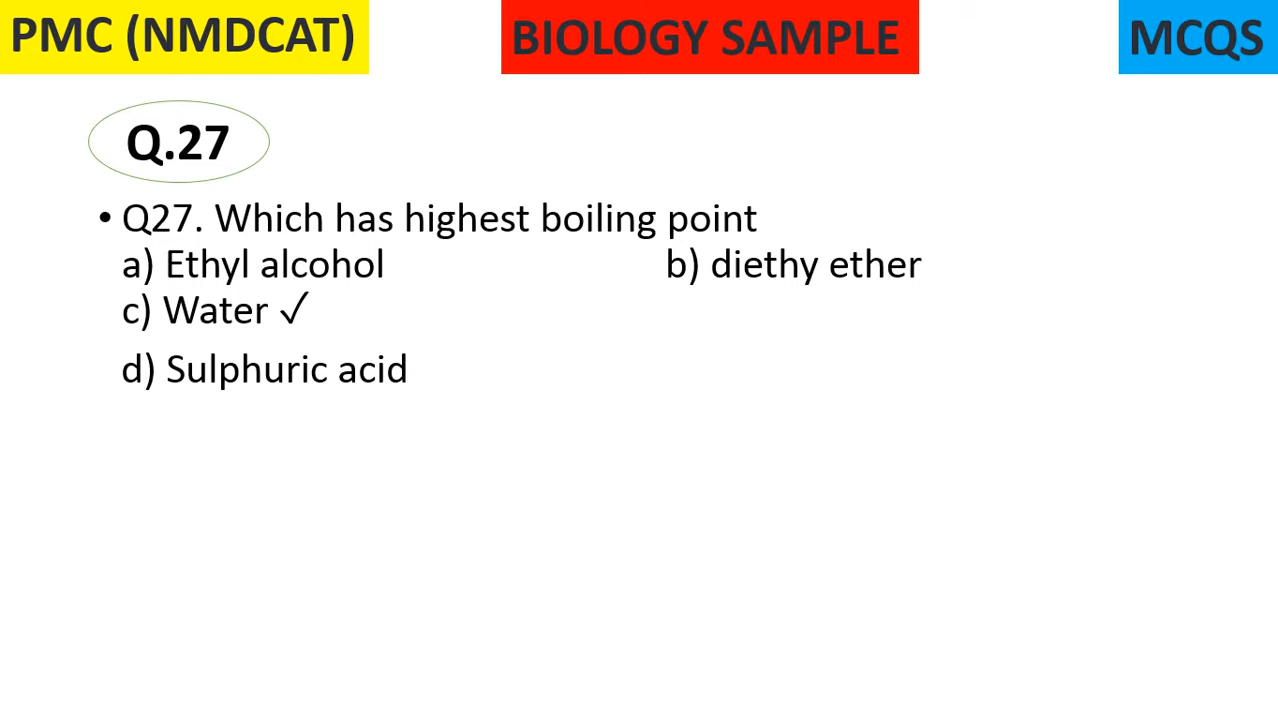 PMC (NMDCAT)
BIOLOGY SAMPLE
MCQS
Q.27
• Q27. Which has highest boiling point
a) Ethyl alcohol b) diethy ether
c) Water ✓
d) Sulphuric acid